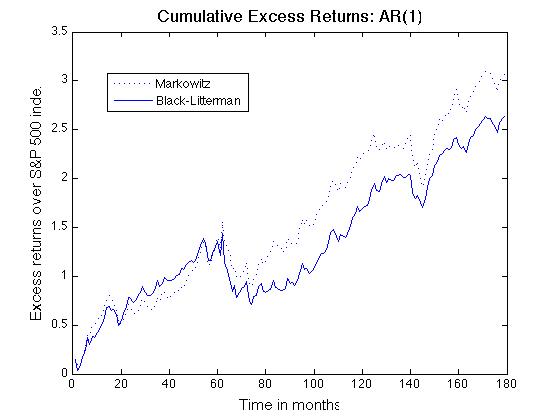 Cumulative Excess Returns: AR(1)
3.5
3
2.5
2
1.5
1
0.5
0
Excess returns over S&P 500 inde.
Markowitz
Black-Litterman
0 20 40 60 80 100 120 140 160 180
Time in months